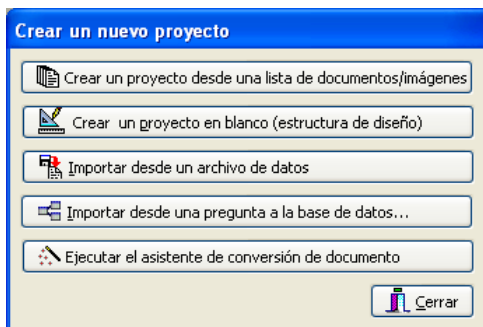 Crear un nuevo proyecto
Crear un proyecto desde una lista de documentos/imágenes
Crear un proyecto en blanco (estructura de diseño)
Importar desde un archivo de datos
Importar desde una pregunta a la base de datos...
Ejecutar el asistente de conversión de documento
Cerrar